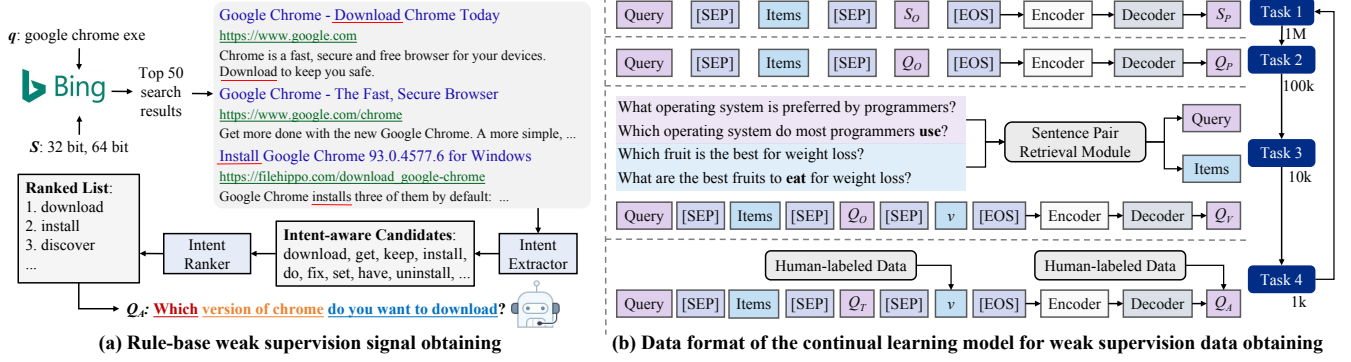 q: google chrome exe
Bing
S: 32 bit, 64 bit
Top 50
search
results
Google Chrome - Download Chrome Today
https://www.google.com
Chrome is a fast, secure and free browser for your devices.
Download to keep you safe.
Google Chrome - The Fast, Secure Browser
https://www.google.com/chrome
Get more done with the new Google Chrome. A more simple, ...
Install Google Chrome 93.0.4577.6 for Windows
https://filehippo.com/download_google-chrome
Google Chrome installs three of them by default: ...
Ranked List:
1. download
2. install
3. discover
...
Intent
Ranker
Intent-aware Candidates:
download, get, keep, install,
do, fix, set, have, uninstall, ...
Intent
Extractor
Q_A: Which version of chrome do you want to download?
(a) Rule-base weak supervision signal obtaining
Query [SEP] Items [SEP] S_O [EOS] Encoder Decoder S_P Task 1
1M
Query [SEP] Items [SEP] Q_O [EOS] Encoder Decoder Q_P Task 2
100k
What operating system is preferred by programmers?
Which operating system do most programmers use?
Which fruit is the best for weight loss?
What are the best fruits to eat for weight loss?
Sentence Pair
Retrieval Module
Query
Items
Task 3
10k
Query [SEP] Items [SEP] Q_O [SEP] v [EOS] Encoder Decoder Q_V
Human-labeled Data Human-labeled Data
Task 4
1k
Query [SEP] Items [SEP] Q_T [SEP] v [EOS] Encoder Decoder Q_A
(b) Data format of the continual learning model for weak supervision data obtaining